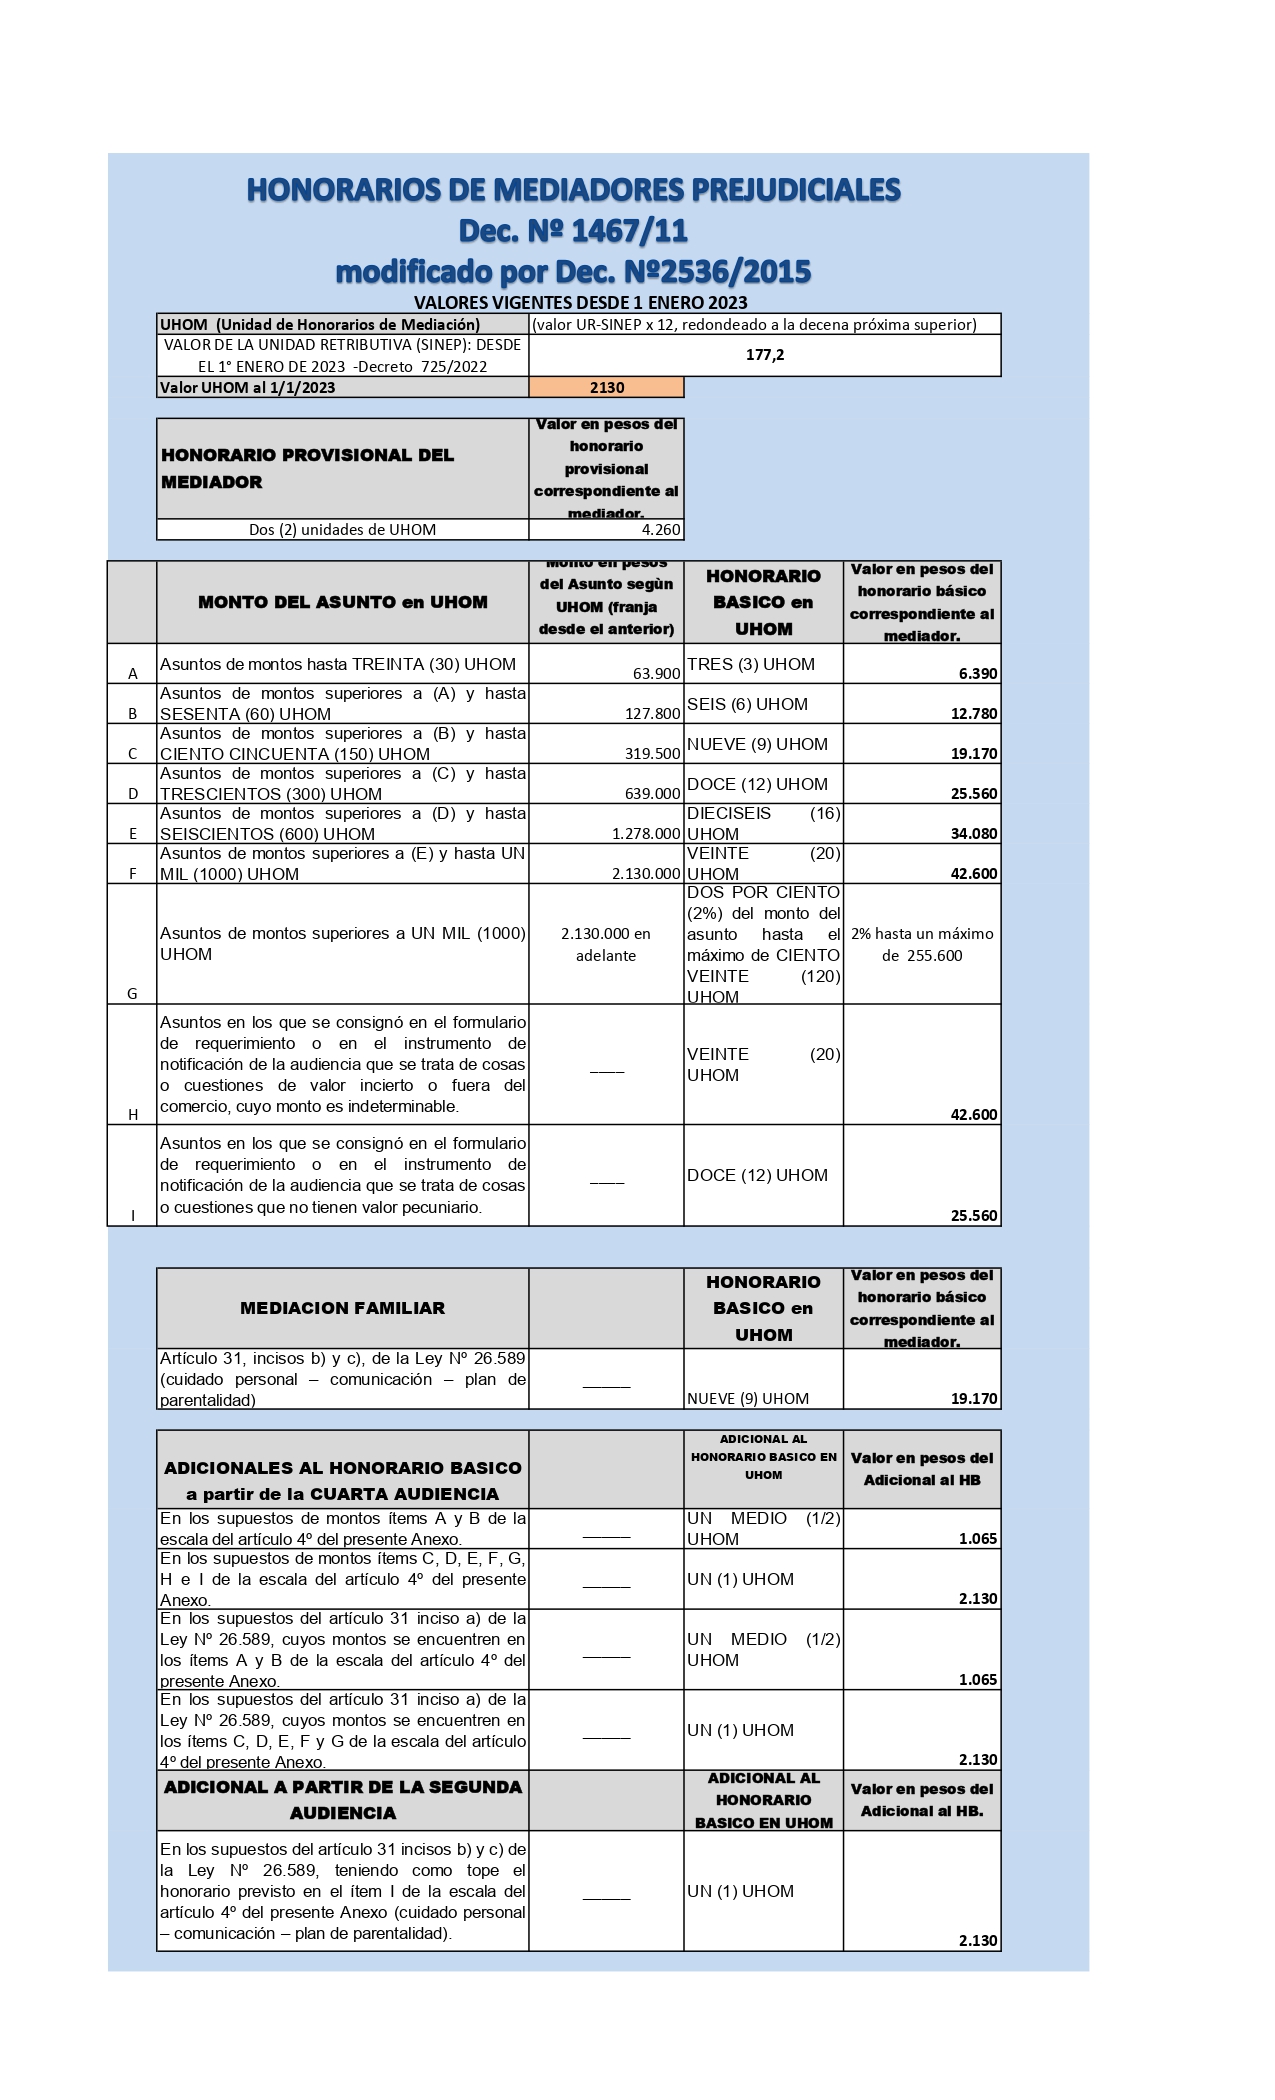 HONORARIOS DE MEDIADORES PREJUDICIALES
Dec. Nº 1467/11
modificado por Dec. Nº2536/2015
VALORES VIGENTES DESDE 1 ENERO 2023
UHOM (Unidad de Honorarios de Mediación)
(valor UR-SINEP x 12, redondeado a la decena próxima superior)
VALOR DE LA UNIDAD RETRIBUTIVA (SINEP): DESDE
EL 1° ENERO DE 2023 -Decreto 725/2022
177,2
Valor UHOM al 1/1/2023
2130
HONORARIO PROVISIONAL DEL
MEDIADOR
Valor en pesos del
honorario
provisional
correspondiente al
mediador.
Dos (2) unidades de UHOM
4.260
MONTO DEL ASUNTO en UHOM
Monto en pesos
del Asunto segùn
UHOM (franja
desde el anterior)
HONORARIO
BASICO en
UHOM
Valor en pesos del
honorario básico
correspondiente al
mediador.
A
Asuntos de montos hasta TREINTA (30) UHOM
63.900
TRES (3) UHOM
6.390
B
Asuntos de montos superiores a (A) y hasta
SESENTA (60) UHOM
127.800
SEIS (6) UHOM
12.780
C
Asuntos de montos superiores a (B) y hasta
CIENTO CINCUENTA (150) UHOM
319.500
NUEVE (9) UHOM
19.170
D
Asuntos de montos superiores a (C) y hasta
TRESCIENTOS (300) UHOM
639.000
DOCE (12) UHOM
25.560
E
Asuntos de montos superiores a (D) y hasta
SEISCIENTOS (600) UHOM
1.278.000
DIECISEIS (16)
UHOM
34.080
F
Asuntos de montos superiores a (E) y hasta UN
MIL (1000) UHOM
2.130.000
VEINTE (20)
UHOM
42.600
G
Asuntos de montos superiores a UN MIL (1000)
UHOM
2.130.000 en
adelante
DOS POR CIENTO
(2%) del monto del
asunto hasta el
máximo de CIENTO
VEINTE (120)
UHOM
2% hasta un máximo
de 255.600
H
Asuntos en los que se consignó en el formulario
de requerimiento o en el instrumento de
notificación de la audiencia que se trata de cosas
o cuestiones de valor incierto o fuera del
comercio, cuyo monto es indeterminable.
____
VEINTE (20)
UHOM
42.600
I
Asuntos en los que se consignó en el formulario
de requerimiento o en el instrumento de
notificación de la audiencia que se trata de cosas
o cuestiones que no tienen valor pecuniario.
____
DOCE (12) UHOM
25.560
MEDIACION FAMILIAR
HONORARIO
BASICO en
UHOM
Valor en pesos del
honorario básico
correspondiente al
mediador.
Artículo 31, incisos b) y c), de la Ley Nº 26.589
(cuidado personal – comunicación – plan de
parentalidad)
_____
NUEVE (9) UHOM
19.170
ADICIONALES AL HONORARIO BASICO
a partir de la CUARTA AUDIENCIA
ADICIONAL AL
HONORARIO BASICO EN
UHOM
Valor en pesos del
Adicional al HB
En los supuestos de montos ítems A y B de la
escala del artículo 4º del presente Anexo.
_____
UN MEDIO (1/2)
UHOM
1.065
En los supuestos de montos ítems C, D, E, F, G,
H e I de la escala del artículo 4º del presente
Anexo.
_____
UN (1) UHOM
2.130
En los supuestos del artículo 31 inciso a) de la
Ley Nº 26.589, cuyos montos se encuentren en
los ítems A y B de la escala del artículo 4º del
presente Anexo.
_____
UN MEDIO (1/2)
UHOM
1.065
En los supuestos del artículo 31 inciso a) de la
Ley Nº 26.589, cuyos montos se encuentren en
los ítems C, D, E, F y G de la escala del artículo
4º del presente Anexo.
_____
UN (1) UHOM
2.130
ADICIONAL A PARTIR DE LA SEGUNDA
AUDIENCIA
ADICIONAL AL
HONORARIO
BASICO EN UHOM
Valor en pesos del
Adicional al HB.
En los supuestos del artículo 31 incisos b) y c) de
la Ley Nº 26.589, teniendo como tope el
honorario previsto en el ítem I de la escala del
artículo 4º del presente Anexo (cuidado personal
– comunicación – plan de parentalidad).
_____
UN (1) UHOM
2.130